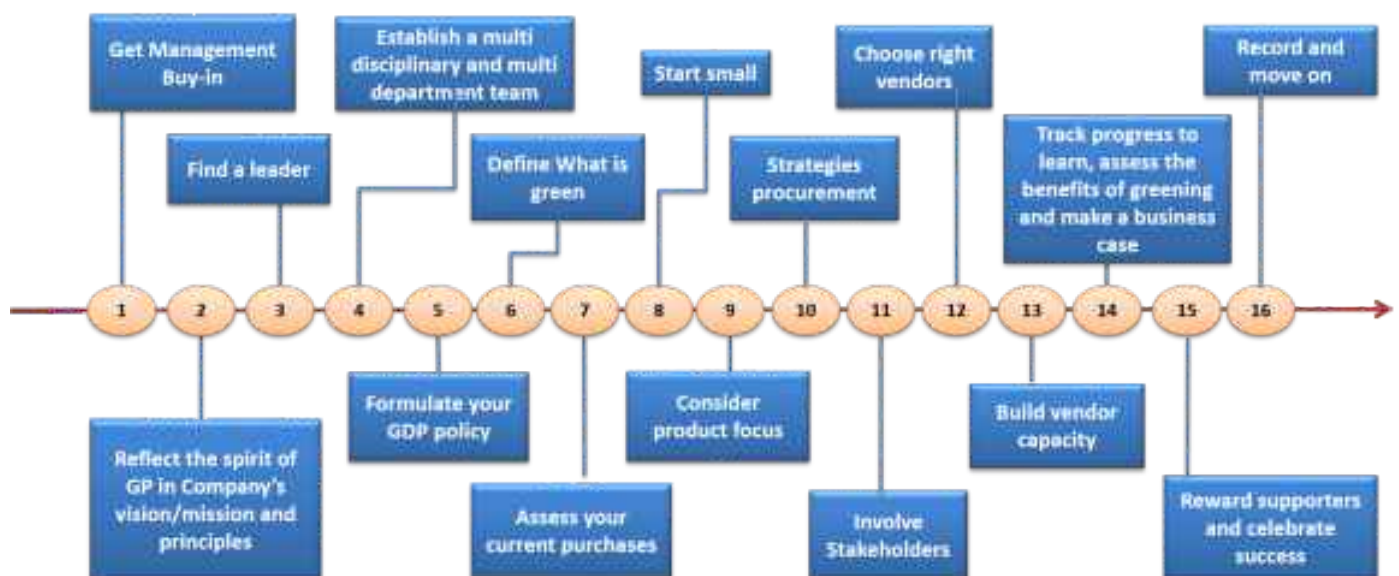 Get Management
Buy-in
Establish a multi
disciplinary and multi
department team
Start small
Choose right
vendors
Record and
move on
Find a leader
Define What is
green
Strategies
procurement
Track progress to
learn, assess the
benefits of greening
and make a business
case
1 2 3 4 5 6 7 8 9 10 11 12 13 14 15 16
Reflect the spirit of
GP in Company's
vision/mission and
principles
Formulate your
GDP policy
Assess your
current purchases
Consider
product focus
Involve
Stakeholders
Build vendor
capacity
Reward supporters
and celebrate
success